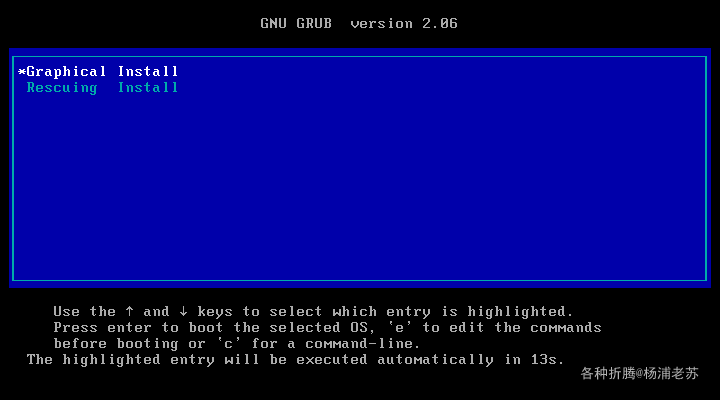 GNU GRUB  version 2.06
*Graphical Install
Rescuing  Install
Use the ↑ and ↓ keys to select which entry is highlighted.
Press enter to boot the selected OS, `e' to edit the commands
before booting or `c' for a command-line.
The highlighted entry will be executed automatically in 13s.
各种折腾@杨浦老苏